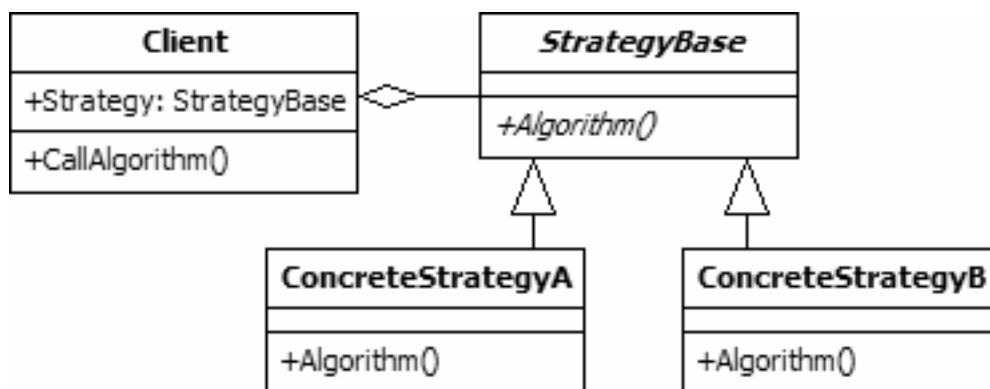 Client
+Strategy: StrategyBase
+CallAlgorithm()
StrategyBase
+Algorithm()
ConcreteStrategyA
+Algorithm()
ConcreteStrategyB
+Algorithm()